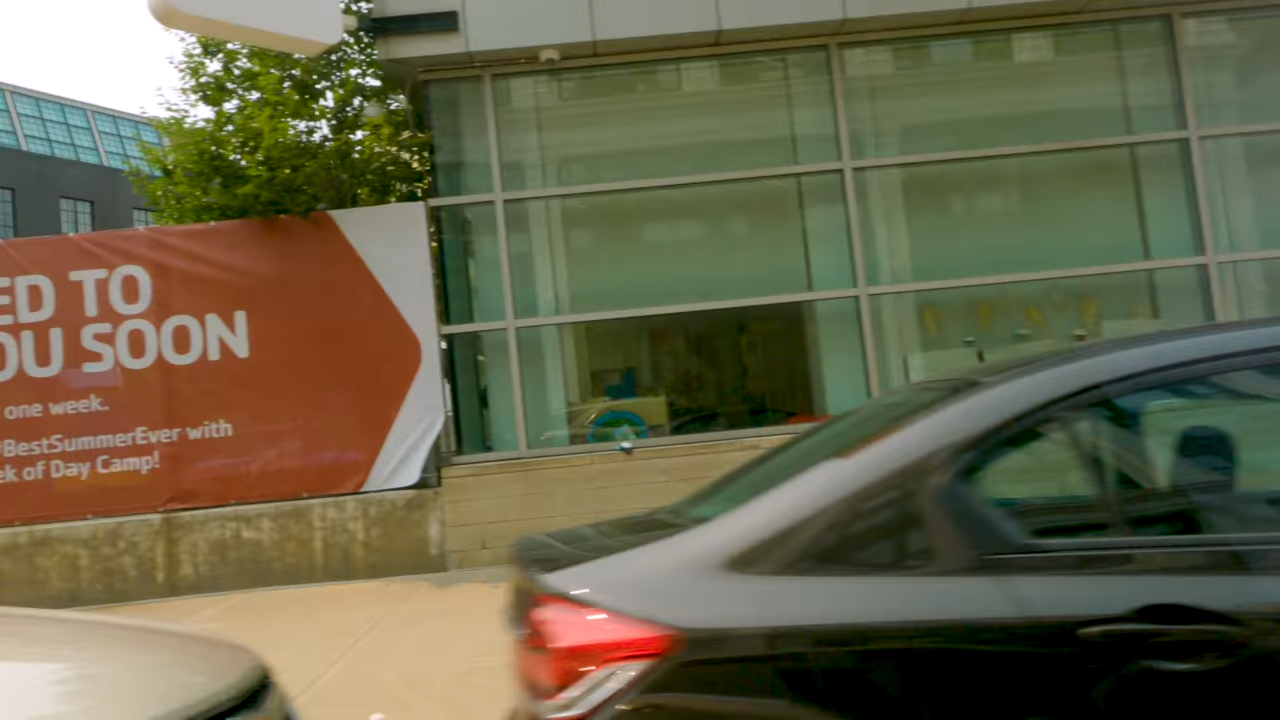 ED TO
OU SOON
one week.
#BestSummerEver with
ek of Day Camp!